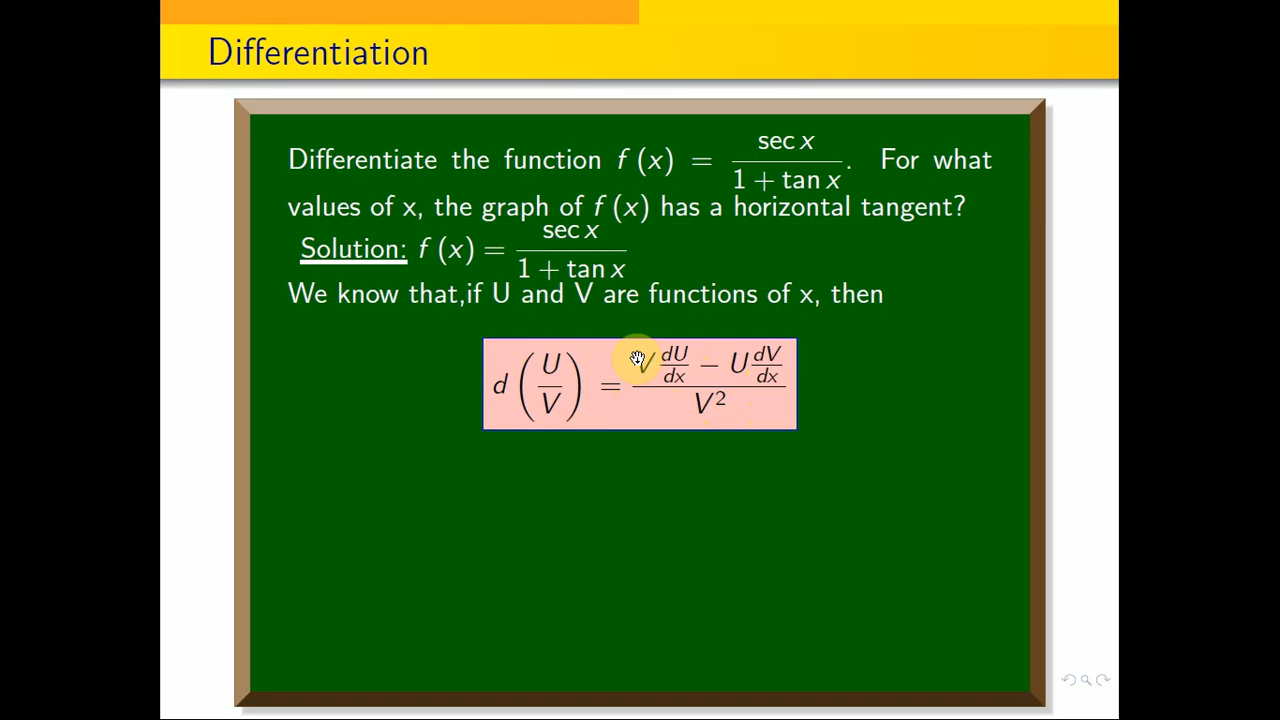 Differentiation
Differentiate the function f (x) = sec x / 1 + tan x. For what
values of x, the graph of f (x) has a horizontal tangent?
Solution: f (x) = sec x / 1 + tan x
We know that,if U and V are functions of x, then
d (U / V) = V dU/dx − U dV/dx / V²